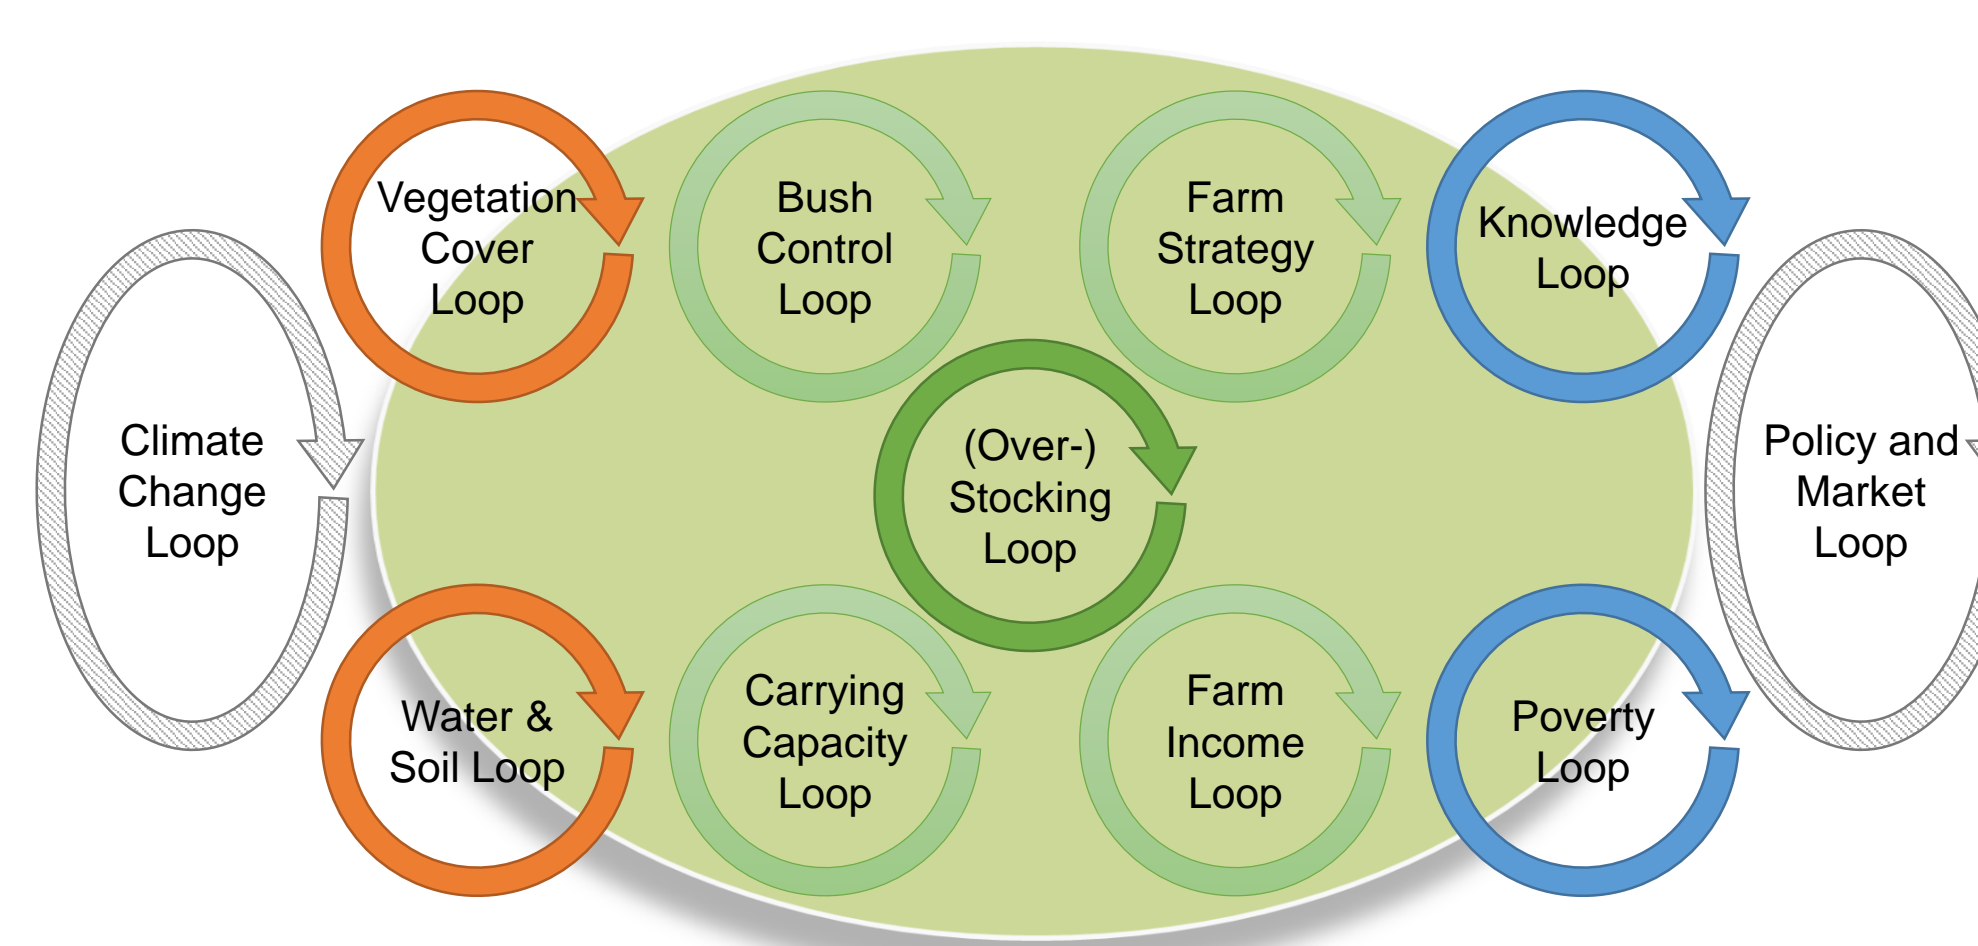 Vegetation
Cover
Loop
Bush
Control
Loop
Farm
Strategy
Loop
Knowledge
Loop
Climate
Change
Loop
(Over-)
Stocking
Loop
Policy and
Market
Loop
Water &
Soil Loop
Carrying
Capacity
Loop
Farm
Income
Loop
Poverty
Loop